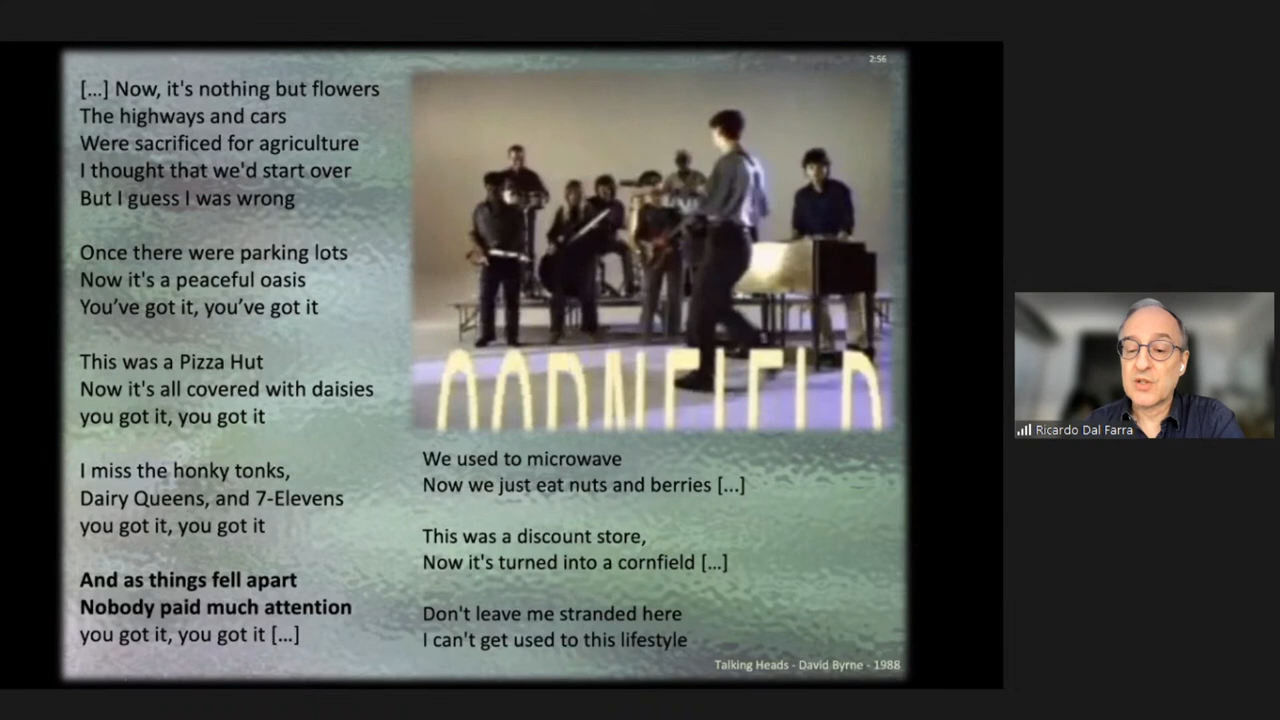 2:56
[...] Now, it's nothing but flowers
The highways and cars
Were sacrificed for agriculture
I thought that we'd start over
But I guess I was wrong
Once there were parking lots
Now it's a peaceful oasis
You’ve got it, you’ve got it
This was a Pizza Hut
Now it's all covered with daisies
you got it, you got it
I miss the honky tonks,
Dairy Queens, and 7-Elevens
you got it, you got it
And as things fell apart
Nobody paid much attention
you got it, you got it [...]
CORNFIELD
We used to microwave
Now we just eat nuts and berries [...]
This was a discount store,
Now it's turned into a cornfield [...]
Don't leave me stranded here
I can't get used to this lifestyle
Talking Heads - David Byrne - 1988
Ricardo Dal Farra